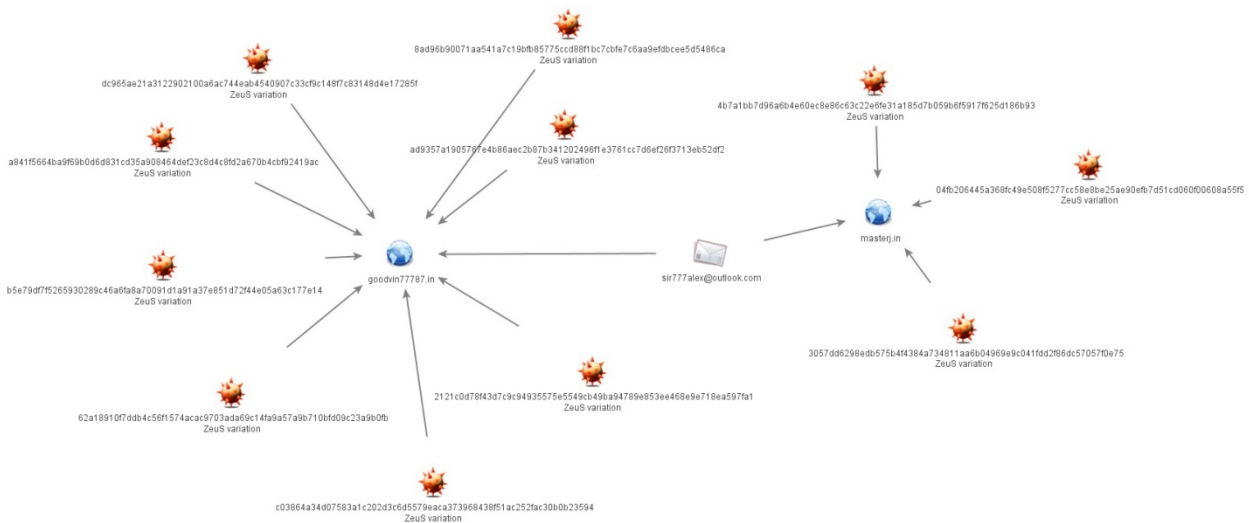 8ad96b90071aa541a7c19bfb85775ccd88f1bc7cbfe7c6aa9efdbcee5d5486ca
ZeuS variation
dc965ae21a3122902100a6ac744eab4540907c33cf9c148f7c83148d4e17285f
ZeuS variation
4b7a1bb7d96a6b4e60ec8e86c63c22e6fe31a185d7b059b6f5917f625d186b93
ZeuS variation
a841f5664ba9f69b0d6d831cd35a908464def23c8d4c8fd2a670b4cbf92419ac
ZeuS variation
ad9357a1905767e4b86aec2b87b341202496f1e3761cc7d6ef26f3713eb52df2
ZeuS variation
04fb206445a368fc49e508f5277cc58e8be25ae90efb7d51cd060f00608a55f5
ZeuS variation
masterj.in
goodvin77787.in
sir777alex@outlook.com
b5e79df7f5265930289c46a6fa8a70091d1a91a37e851d72f44e05a63c177e14
ZeuS variation
3057dd6298edb575b4f4384a734811aa6b04969e9c041fdd2f86dc57057f0e75
ZeuS variation
2121c0d78f43d7c9c94935575e5549cb49ba94789e853ee468e9e718ea597fa1
ZeuS variation
62a18910f7ddb4c56f1574acac9703ada69c14fa9a57a9b710bfd09c23a9b0fb
ZeuS variation
c03864a34d07583a1c202d3c6d5579eaca373968438f51ac252fac30b0b23594
ZeuS variation